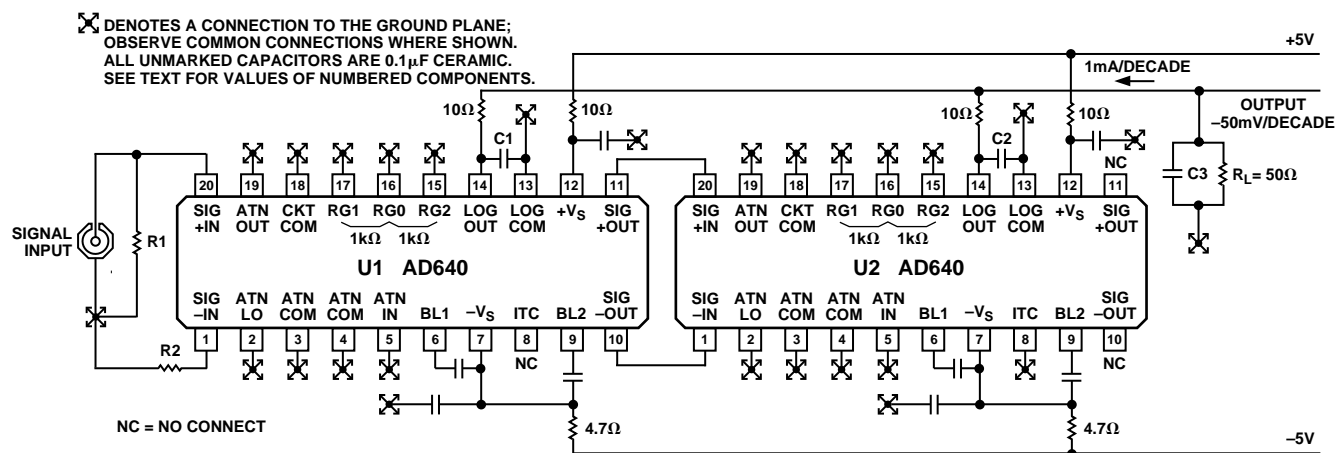 DENOTES A CONNECTION TO THE GROUND PLANE;
OBSERVE COMMON CONNECTIONS WHERE SHOWN.
ALL UNMARKED CAPACITORS ARE 0.1µF CERAMIC.
SEE TEXT FOR VALUES OF NUMBERED COMPONENTS.
+5V
1mA/DECADE
OUTPUT
–50mV/DECADE
10Ω
10Ω
10Ω
10Ω
C1
C2
C3
RL= 50Ω
NC
20 19 18 17 16 15 14 13 12 11
20 19 18 17 16 15 14 13 12 11
SIG +IN
ATN OUT
CKT COM
RG1
RG0
RG2
LOG OUT
LOG COM
+VS
SIG +OUT
1kΩ
1kΩ
SIG +IN
ATN OUT
CKT COM
RG1
RG0
RG2
LOG OUT
LOG COM
+VS
SIG +OUT
1kΩ
1kΩ
SIGNAL
INPUT
R1
U1 AD640
U2 AD640
SIG –IN
ATN LO
ATN COM
ATN COM
ATN IN
BL1
–VS
ITC
BL2
SIG –OUT
SIG –IN
ATN LO
ATN COM
ATN COM
ATN IN
BL1
–VS
ITC
BL2
SIG –OUT
1 2 3 4 5 6 7 8 9 10
1 2 3 4 5 6 7 8 9 10
R2
NC
NC
NC = NO CONNECT
4.7Ω
4.7Ω
–5V